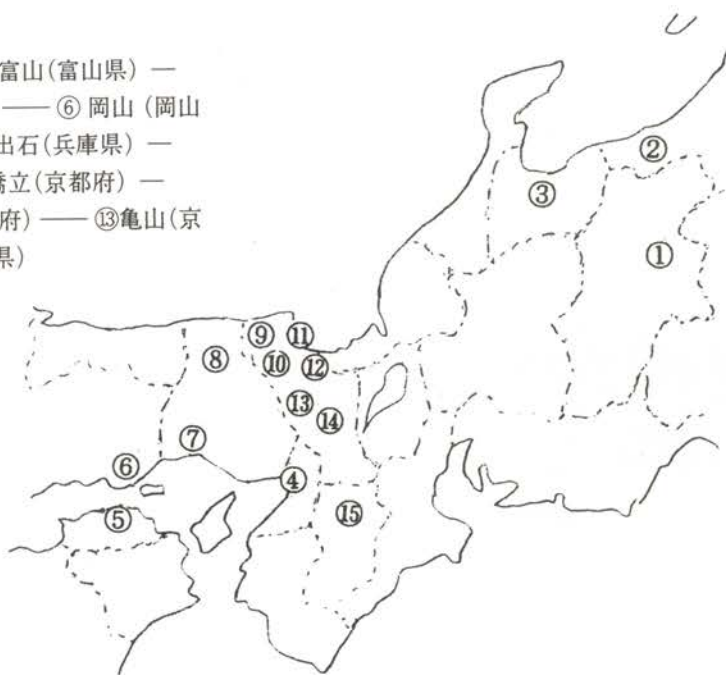 富山(富山県) ―
―― ⑥ 岡山 (岡山
出石(兵庫県) ―
橋立(京都府) ―
府) ―― ⑬亀山(京
県)
②
③
①
⑨ ⑪
⑧ ⑩ ⑫
⑬
⑭
⑦
⑥
④
⑤
⑮